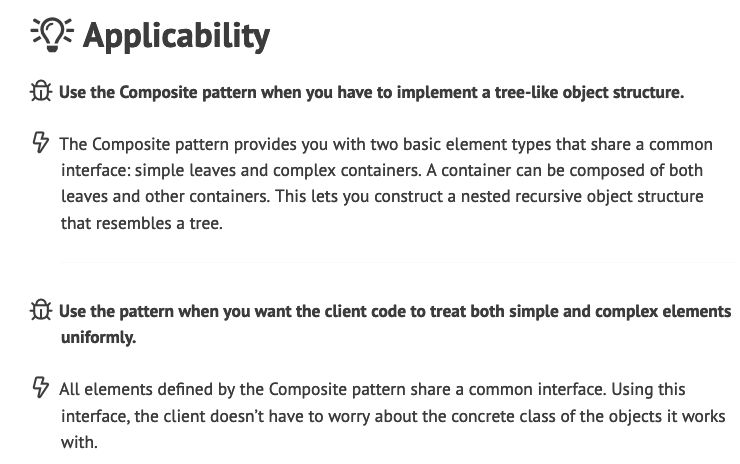 Applicability
Use the Composite pattern when you have to implement a tree-like object structure.
The Composite pattern provides you with two basic element types that share a common
interface: simple leaves and complex containers. A container can be composed of both
leaves and other containers. This lets you construct a nested recursive object structure
that resembles a tree.
Use the pattern when you want the client code to treat both simple and complex elements
uniformly.
All elements defined by the Composite pattern share a common interface. Using this
interface, the client doesn’t have to worry about the concrete class of the objects it works
with.